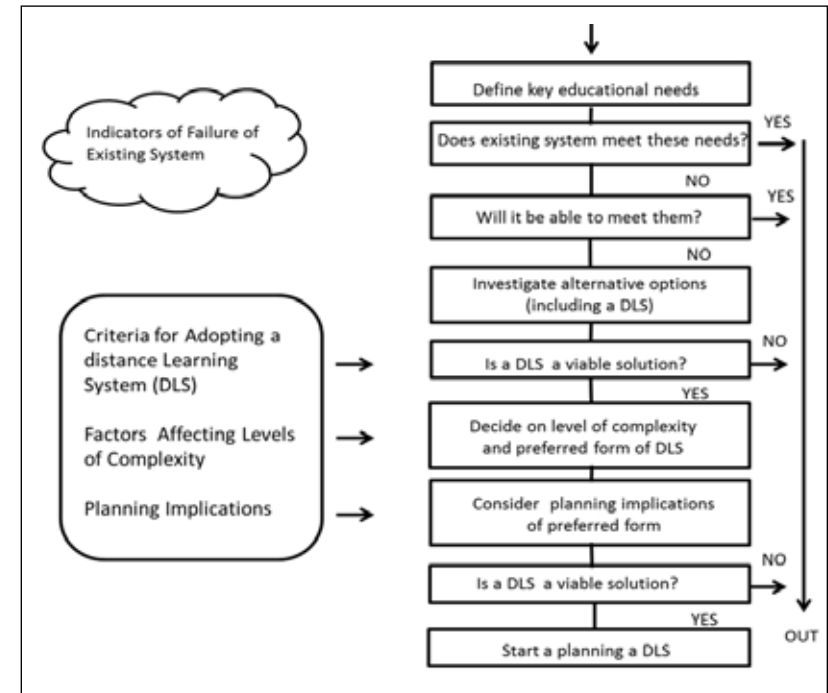 Define key educational needs
Indicators of Failure of
Existing System
YES
Does existing system meet these needs?
NO
YES
Will it be able to meet them?
NO
Investigate alternative options
(including a DLS)
Criteria for Adopting a
distance Learning
System (DLS)
NO
Is a DLS a viable solution?
YES
Factors Affecting Levels
of Complexity
Decide on level of complexity
and preferred form of DLS
Planning Implications
Consider planning implications
of preferred form
NO
Is a DLS a viable solution?
YES
OUT
Start a planning a DLS